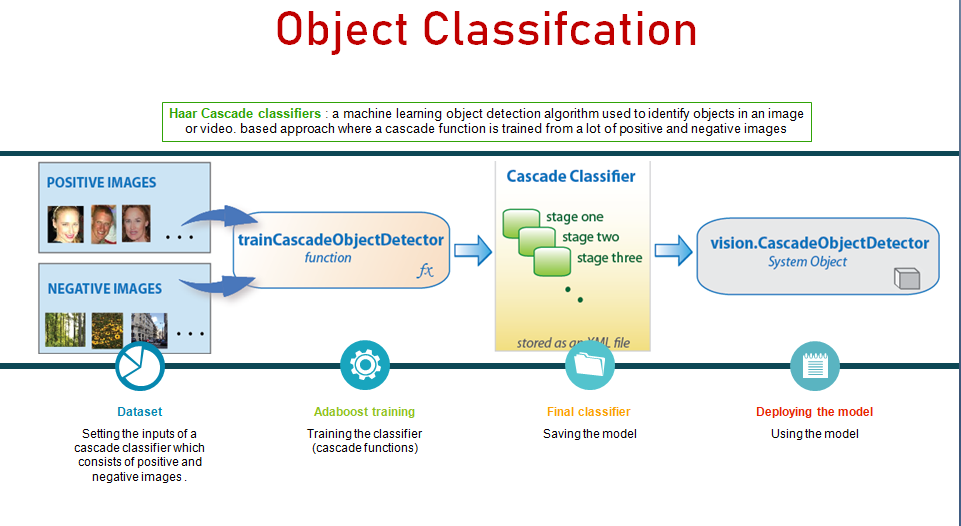 Object Classifcation
Haar Cascade classifiers : a machine learning object detection algorithm used to identify objects in an image
or video. based approach where a cascade function is trained from a lot of positive and negative images
POSITIVE IMAGES
. . .
NEGATIVE IMAGES
. . .
trainCascadeObjectDetector
function
fx
Cascade Classifier
stage one
stage two
stage three
stored as an XML file
vision.CascadeObjectDetector
System Object
Dataset
Setting the inputs of a
cascade classifier which
consists of positive and
negative images .
Adaboost training
Training the classifier
(cascade functions)
Final classifier
Saving the model
Deploying the model
Using the model